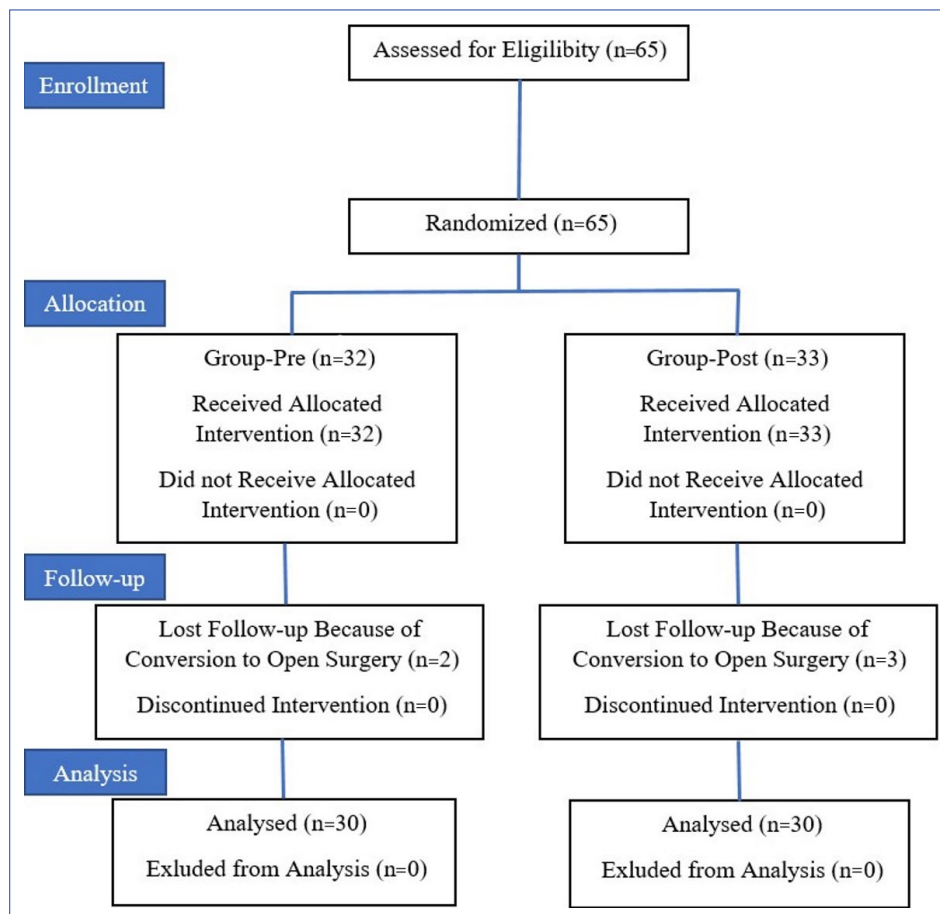 Assessed for Eligilibity (n=65)
Enrollment
Randomized (n=65)
Allocation
Group-Pre (n=32)
Received Allocated
Intervention (n=32)
Did not Receive Allocated
Intervention (n=0)
Group-Post (n=33)
Received Allocated
Intervention (n=33)
Did not Receive Allocated
Intervention (n=0)
Follow-up
Lost Follow-up Because of
Conversion to Open Surgery (n=2)
Discontinued Intervention (n=0)
Lost Follow-up Because of
Conversion to Open Surgery (n=3)
Discontinued Intervention (n=0)
Analysis
Analysed (n=30)
Exluded from Analysis (n=0)
Analysed (n=30)
Exluded from Analysis (n=0)